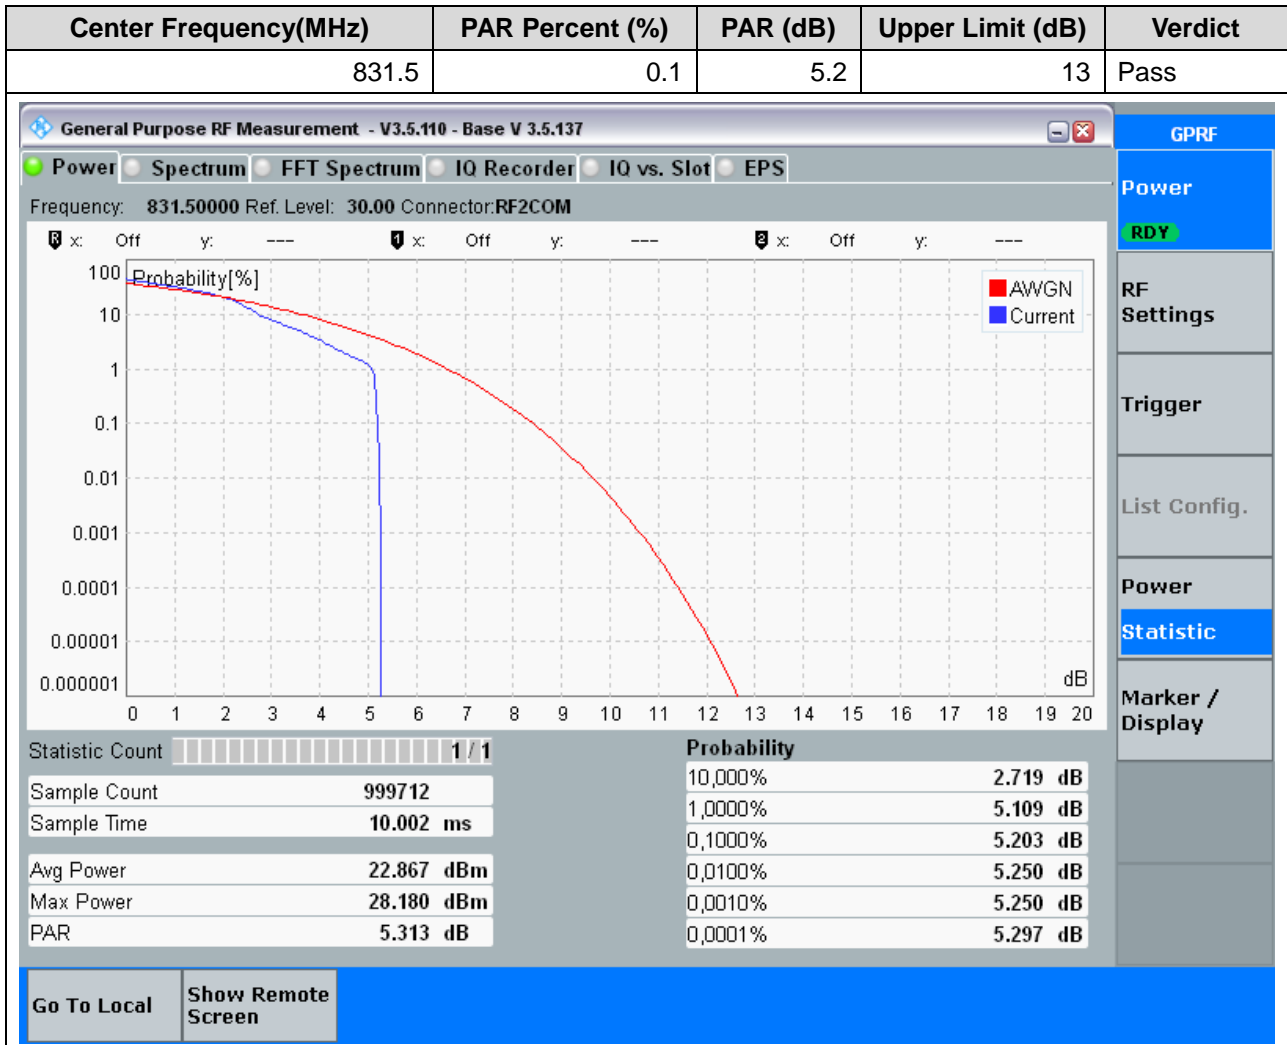 Center Frequency(MHz) PAR Percent (%) PAR (dB) Upper Limit (dB) Verdict
831.5 0.1 5.2 13 Pass
General Purpose RF Measurement - V3.5.110 - Base V 3.5.137
GPRF
Power Spectrum FFT Spectrum IQ Recorder IQ vs. Slot EPS
Frequency: 831.50000 Ref. Level: 30.00 Connector:RF2COM
R x: Off y: --- 1 x: Off y: --- 2 x: Off y: ---
Probability[%]
100
10
1
0.1
0.01
0.001
0.0001
0.00001
0.000001
AWGN
Current
dB
0 1 2 3 4 5 6 7 8 9 10 11 12 13 14 15 16 17 18 19 20
Statistic Count 1 / 1
Sample Count 999712
Sample Time 10.002 ms
Avg Power 22.867 dBm
Max Power 28.180 dBm
PAR 5.313 dB
Probability
10,000% 2.719 dB
1,0000% 5.109 dB
0,1000% 5.203 dB
0,0100% 5.250 dB
0,0010% 5.250 dB
0,0001% 5.297 dB
Power
RDY
RF
Settings
Trigger
List Config.
Power
Statistic
Marker /
Display
Go To Local
Show Remote
Screen